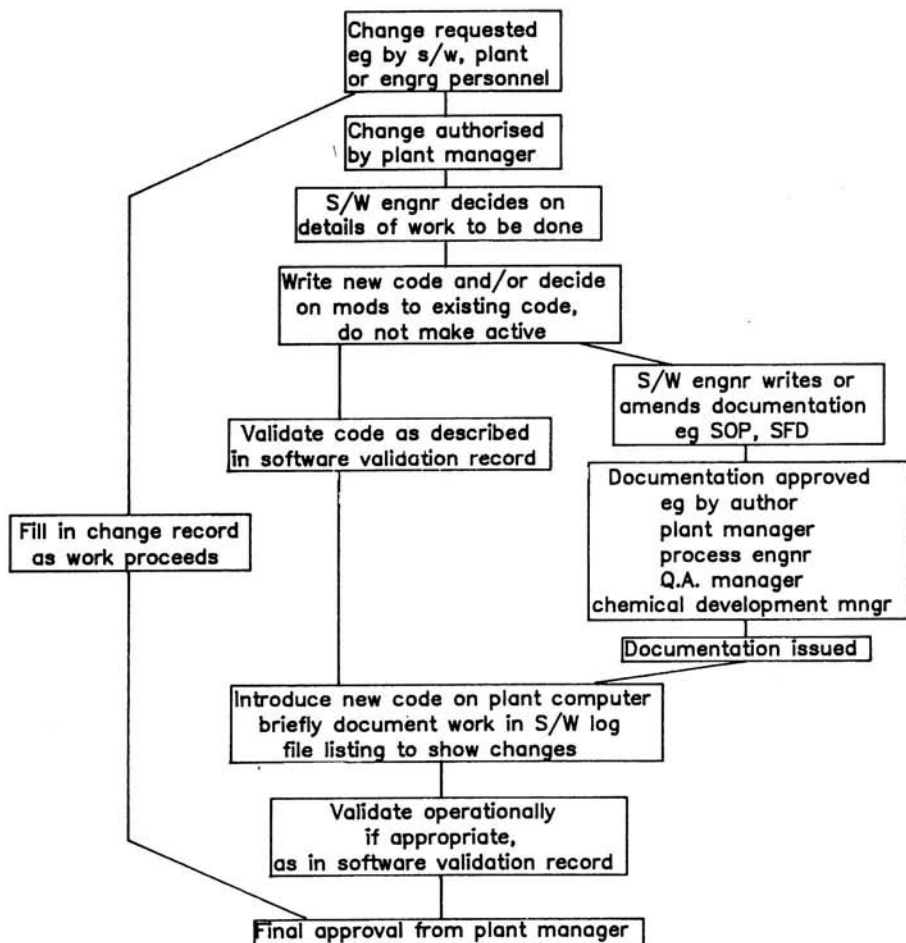 Change requested
eg by s/w, plant
or engrg personnel
Change authorised
by plant manager
S/W engnr decides on
details of work to be done
Write new code and/or decide
on mods to existing code,
do not make active
S/W engnr writes or
amends documentation
eg SOP, SFD
Validate code as described
in software validation record
Documentation approved
eg by author
plant manager
process engnr
Q.A. manager
chemical development mngr
Fill in change record
as work proceeds
Documentation issued
Introduce new code on plant computer
briefly document work in S/W log
file listing to show changes
Validate operationally
if appropriate,
as in software validation record
Final approval from plant manager